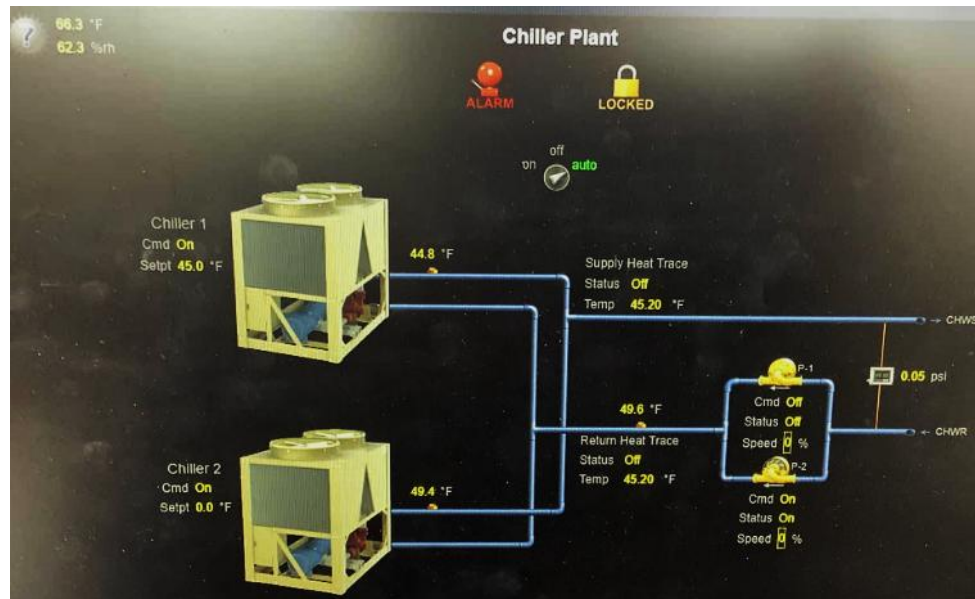 66.3 °F
62.3 %rh
Chiller Plant
ALARM
LOCKED
off
on
auto
Chiller 1
Cmd On
Setpt 45.0 °F
44.8 °F
Supply Heat Trace
Status Off
Temp 45.20 °F
→ CHWS
P-1
0.05 psi
Cmd Off
Status Off
Speed 0 %
49.6 °F
← CHWR
Return Heat Trace
Status Off
Temp 45.20 °F
P-2
Cmd On
Status On
Speed 0 %
Chiller 2
Cmd On
Setpt 0.0 °F
49.4 °F